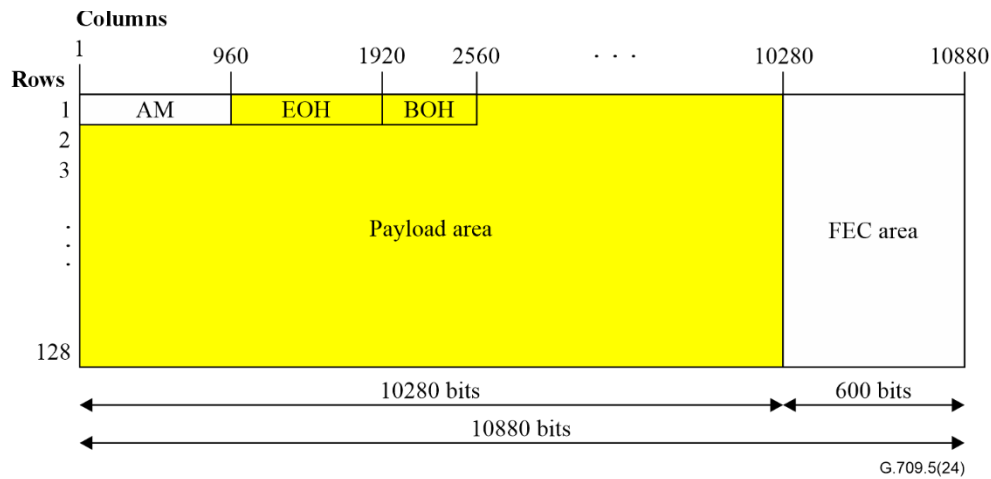 Columns
1 960 1920 2560 . . . 10280 10880
Rows
1 AM EOH BOH
2
3
.
.
.
Payload area FEC area
128
10280 bits 600 bits
10880 bits
G.709.5(24)